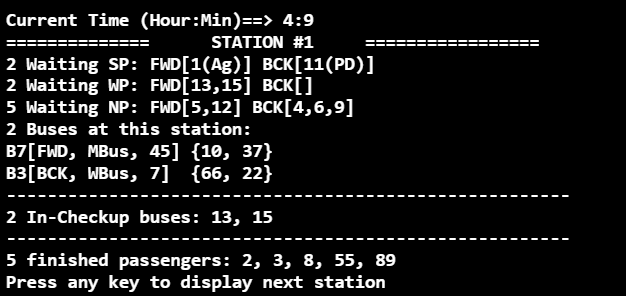 Current Time (Hour:Min)==> 4:9
==============      STATION #1     =================
2 Waiting SP: FWD[1(Ag)] BCK[11(PD)]
2 Waiting WP: FWD[13,15] BCK[]
5 Waiting NP: FWD[5,12] BCK[4,6,9]
2 Buses at this station:
B7[FWD, MBus, 45] {10, 37}
B3[BCK, WBus, 7]  {66, 22}
-------------------------------------------------------
2 In-Checkup buses: 13, 15
-------------------------------------------------------
5 finished passengers: 2, 3, 8, 55, 89
Press any key to display next station